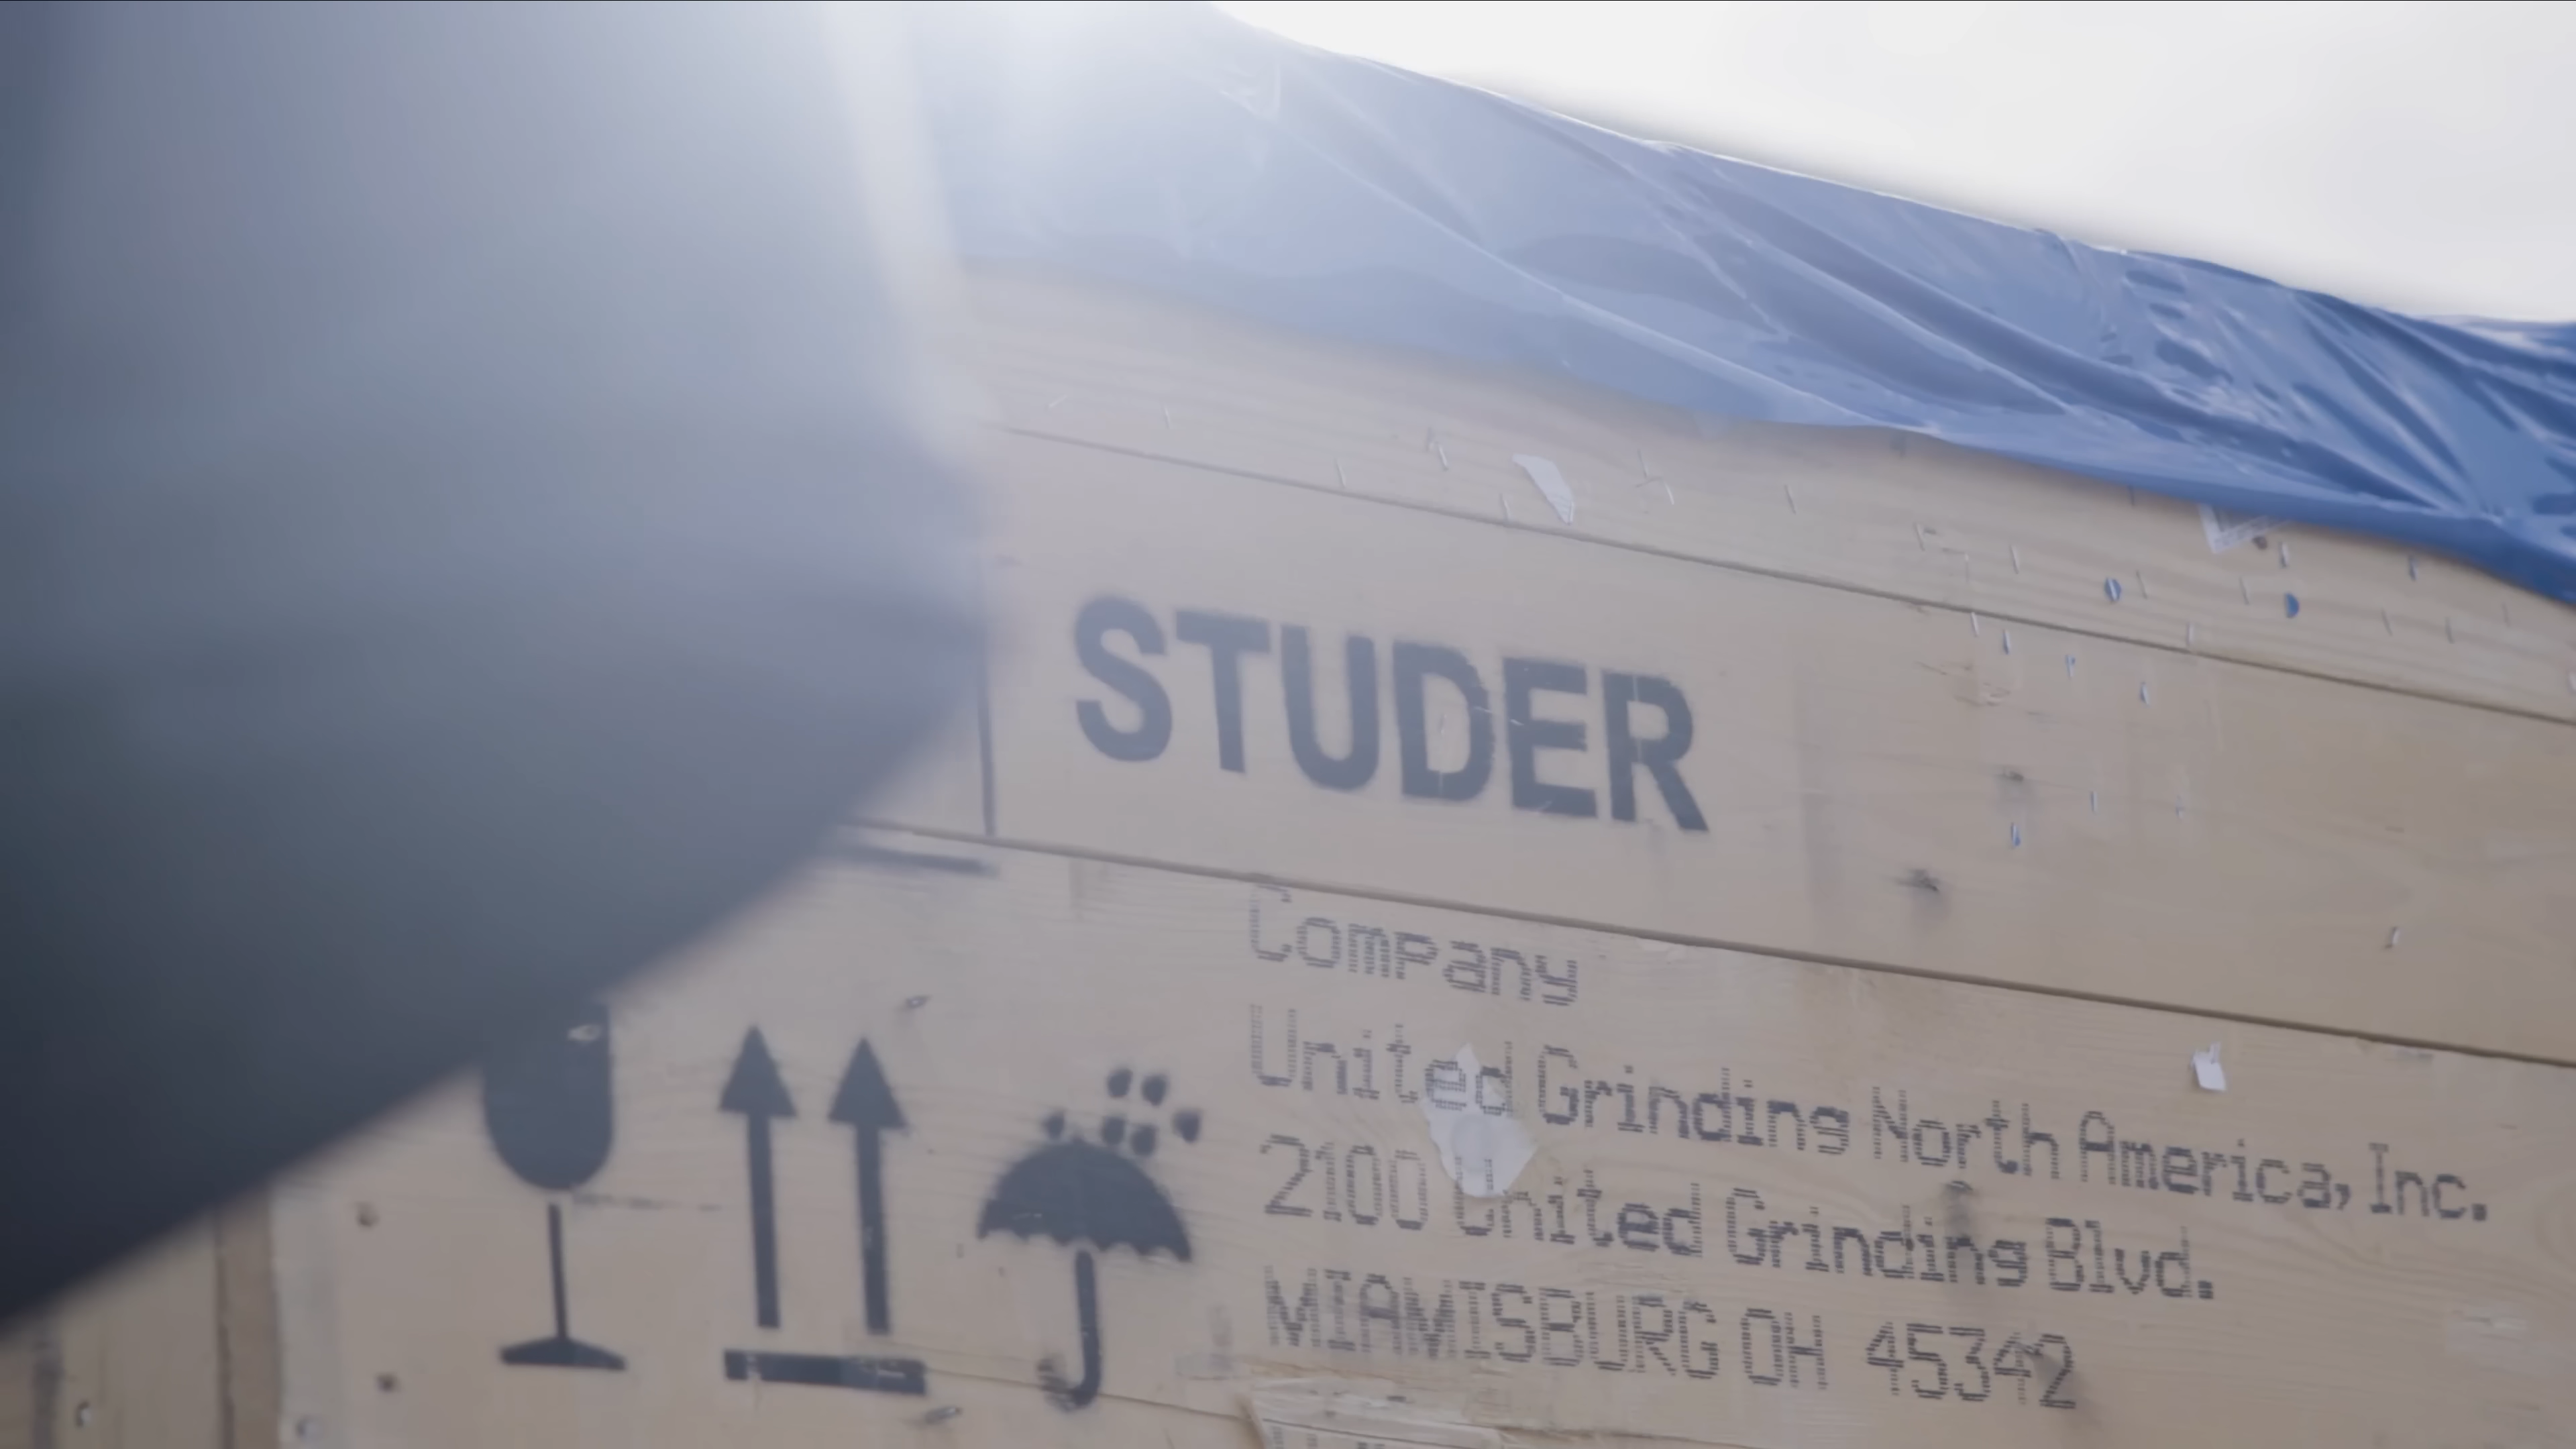 STUDER
Company
United Grinding North America, Inc.
2100 United Grinding Blvd.
MIAMISBURG OH 45342